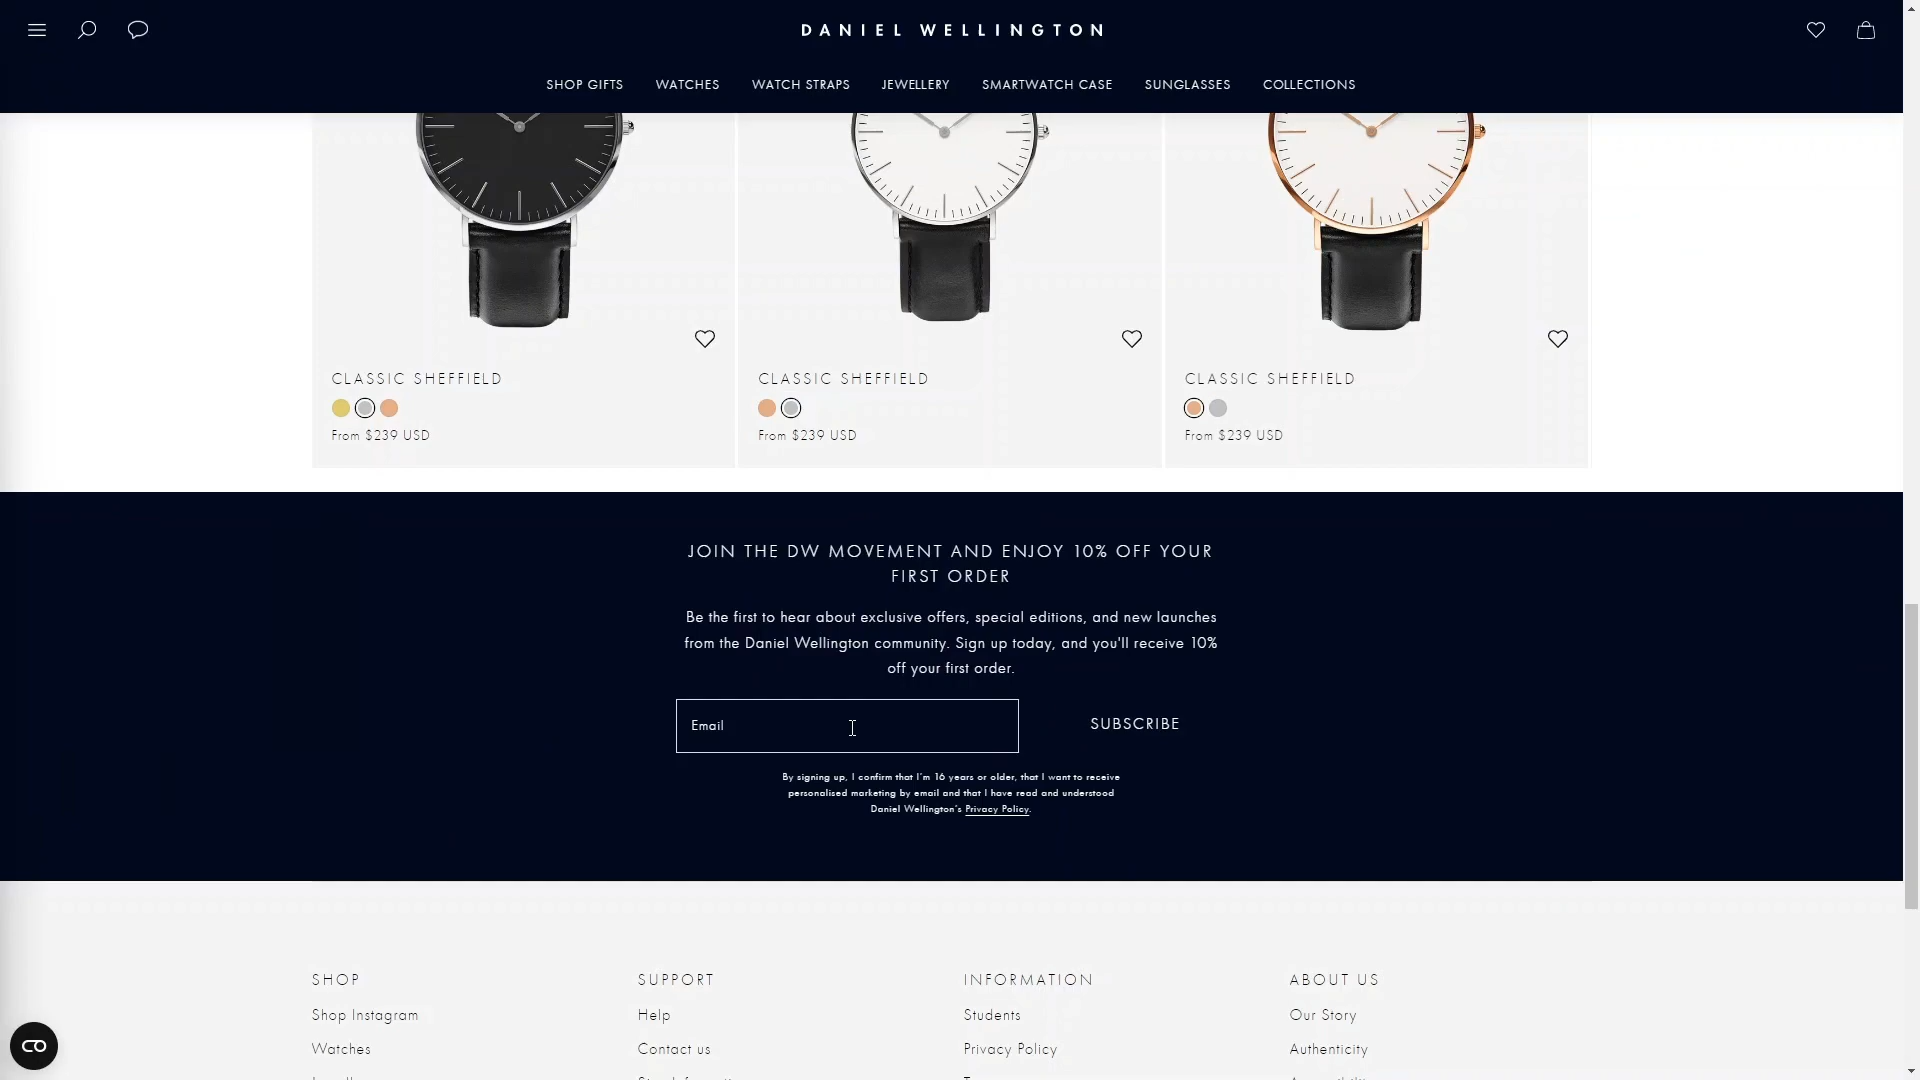 DANIEL WELLINGTON
SHOP GIFTS WATCHES WATCH STRAPS JEWELLERY SMARTWATCH CASE SUNGLASSES COLLECTIONS
CLASSIC SHEFFIELD
From $239 USD
CLASSIC SHEFFIELD
From $239 USD
CLASSIC SHEFFIELD
From $239 USD
JOIN THE DW MOVEMENT AND ENJOY 10% OFF YOUR
FIRST ORDER
Be the first to hear about exclusive offers, special editions, and new launches
from the Daniel Wellington community. Sign up today, and you'll receive 10%
off your first order.
Email
SUBSCRIBE
By signing up, I confirm that I'm 16 years or older, that I want to receive
personalised marketing by email and that I have read and understood
Daniel Wellington's Privacy Policy.
SHOP
Shop Instagram
Watches
SUPPORT
Help
Contact us
INFORMATION
Students
Privacy Policy
ABOUT US
Our Story
Authenticity